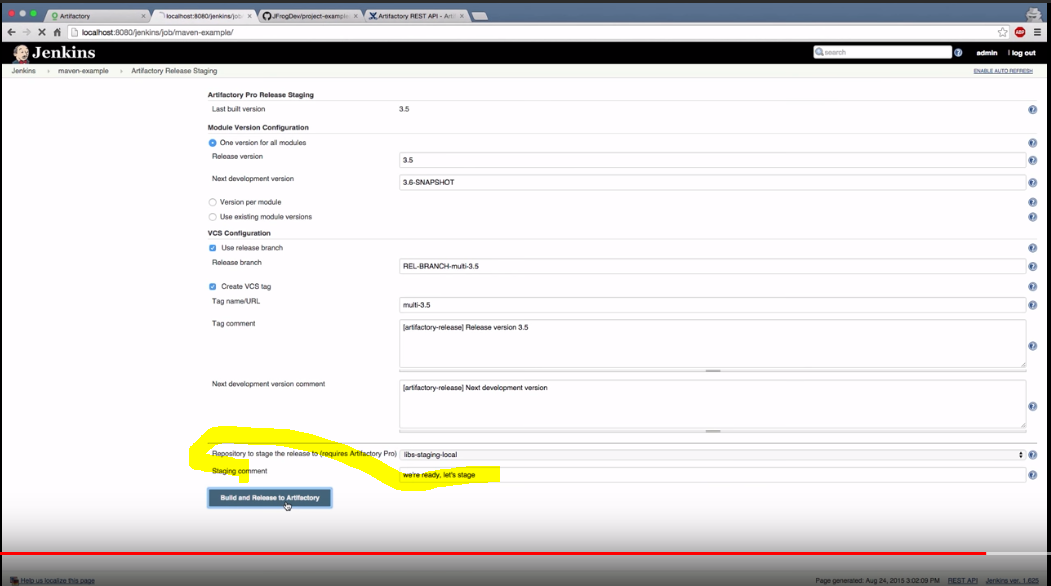 Artifactory
localhost:8080/jenkins/job/
JFrogDev/project-example
Artifactory REST API - Arti
localhost:8080/jenkins/job/maven-example/
ABP
Jenkins
search
admin
log out
Jenkins › maven-example › Artifactory Release Staging
ENABLE AUTO REFRESH
Artifactory Pro Release Staging
Last built version 3.5
Module Version Configuration
One version for all modules
Release version 3.5
Next development version 3.6-SNAPSHOT
Version per module
Use existing module versions
VCS Configuration
Use release branch
Release branch REL-BRANCH-multi-3.5
Create VCS tag
Tag name/URL multi-3.5
Tag comment [artifactory-release] Release version 3.5
Next development version comment [artifactory-release] Next development version
Repository to stage the release to (requires Artifactory Pro) libs-staging-local
Staging comment we're ready, let's stage
Build and Release to Artifactory
Help us localize this page
Page generated: Aug 24, 2015 3:02:09 PM REST API Jenkins ver. 1.625